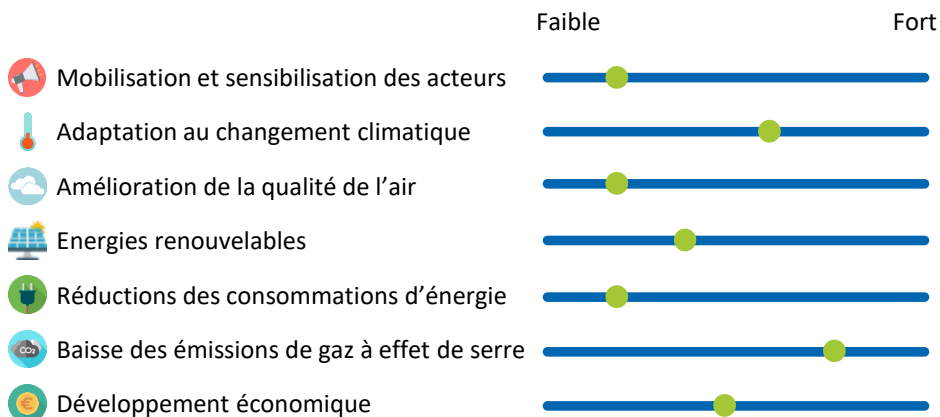 Faible Fort
Mobilisation et sensibilisation des acteurs
Adaptation au changement climatique
Amélioration de la qualité de l’air
Energies renouvelables
Réductions des consommations d’énergie
CO₂ Baisse des émissions de gaz à effet de serre
€ Développement économique